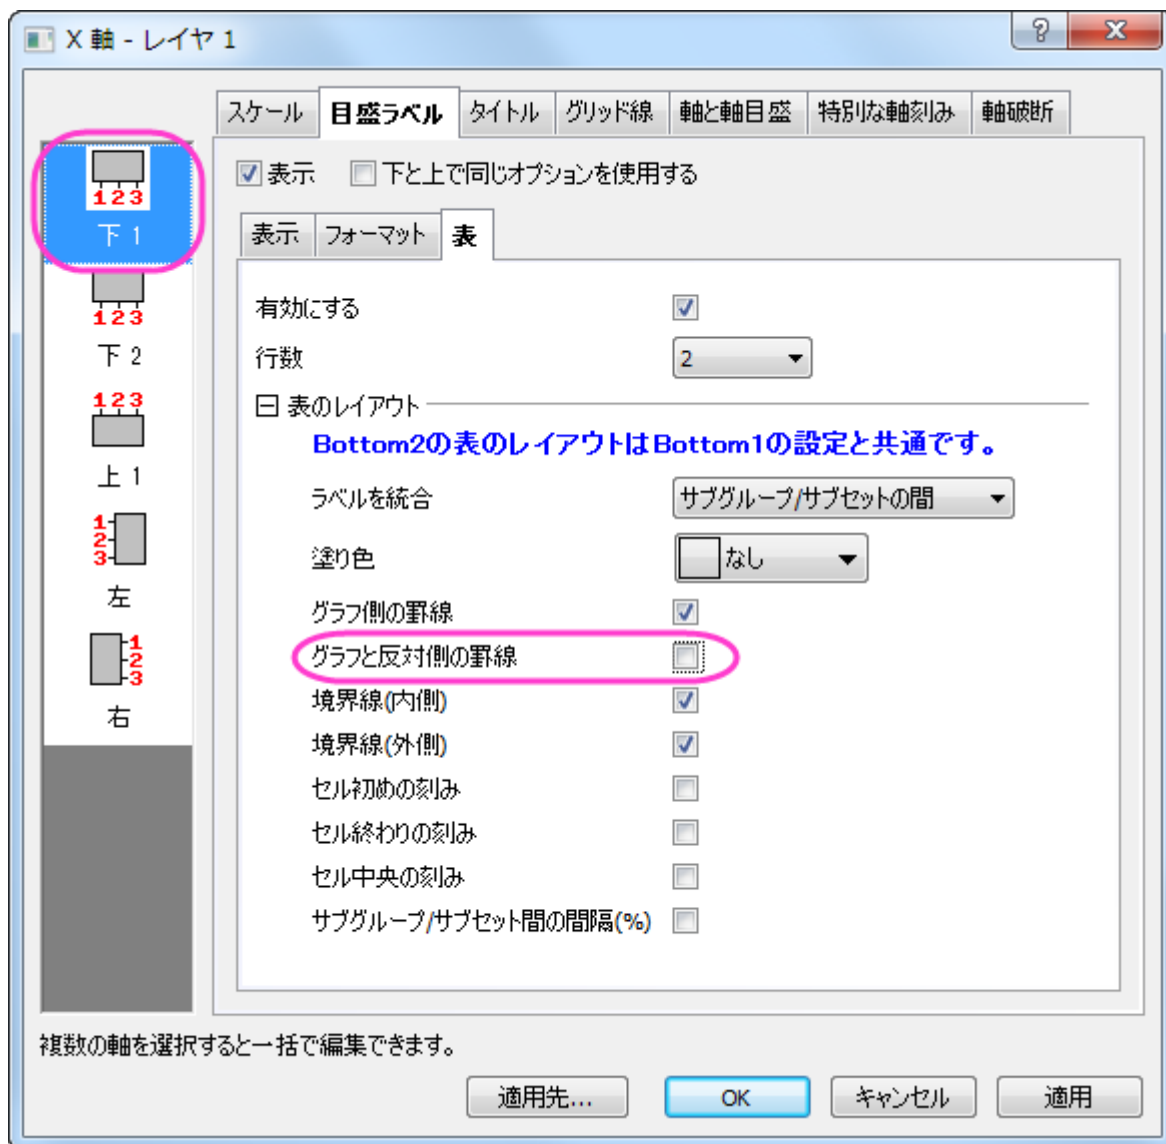 X 軸 - レイヤ 1
?
スケール 目盛ラベル タイトル グリッド線 軸と軸目盛 特別な軸刻み 軸破断
表示 下と上で同じオプションを使用する
表示 フォーマット 表
123
下 1
123
下 2
123
上 1
1
2
3
左
1
2
3
右
有効にする
行数 2
表のレイアウト
Bottom2の表のレイアウトはBottom1の設定と共通です。
ラベルを統合 サブグループ/サブセットの間
塗り色 なし
グラフ側の罫線
グラフと反対側の罫線
境界線(内側)
境界線(外側)
セル初めの刻み
セル終わりの刻み
セル中央の刻み
サブグループ/サブセット間の間隔(%)
複数の軸を選択すると一括で編集できます。
適用先... OK キャンセル 適用